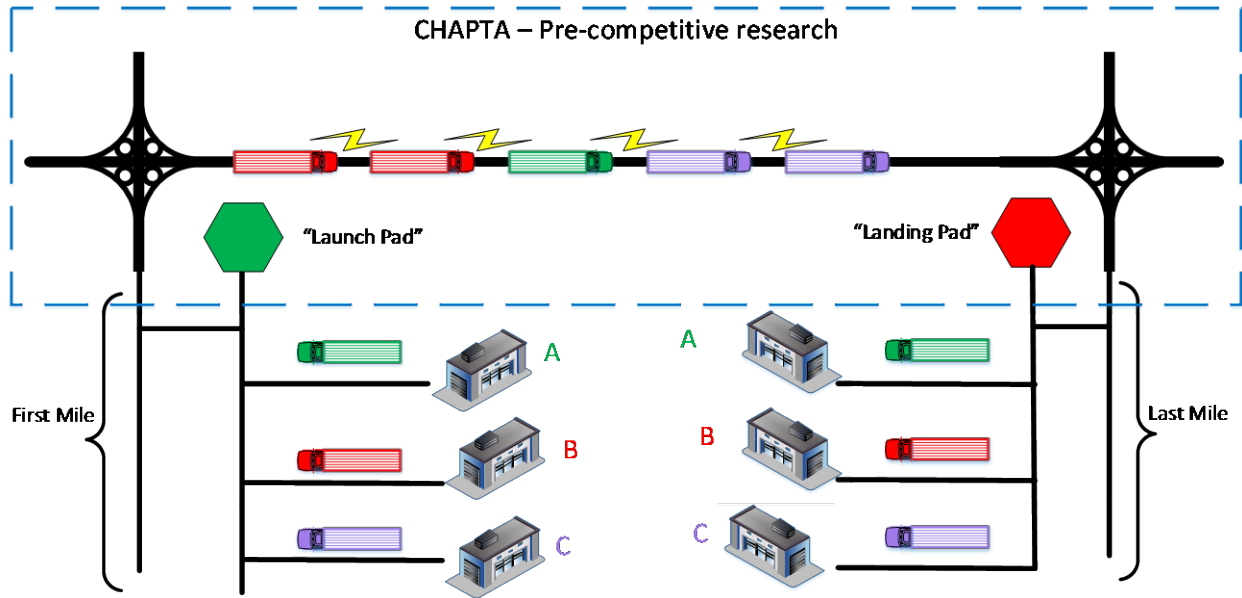 CHAPTA – Pre-competitive research
“Launch Pad”
“Landing Pad”
A
A
First Mile
Last Mile
B
B
C
C